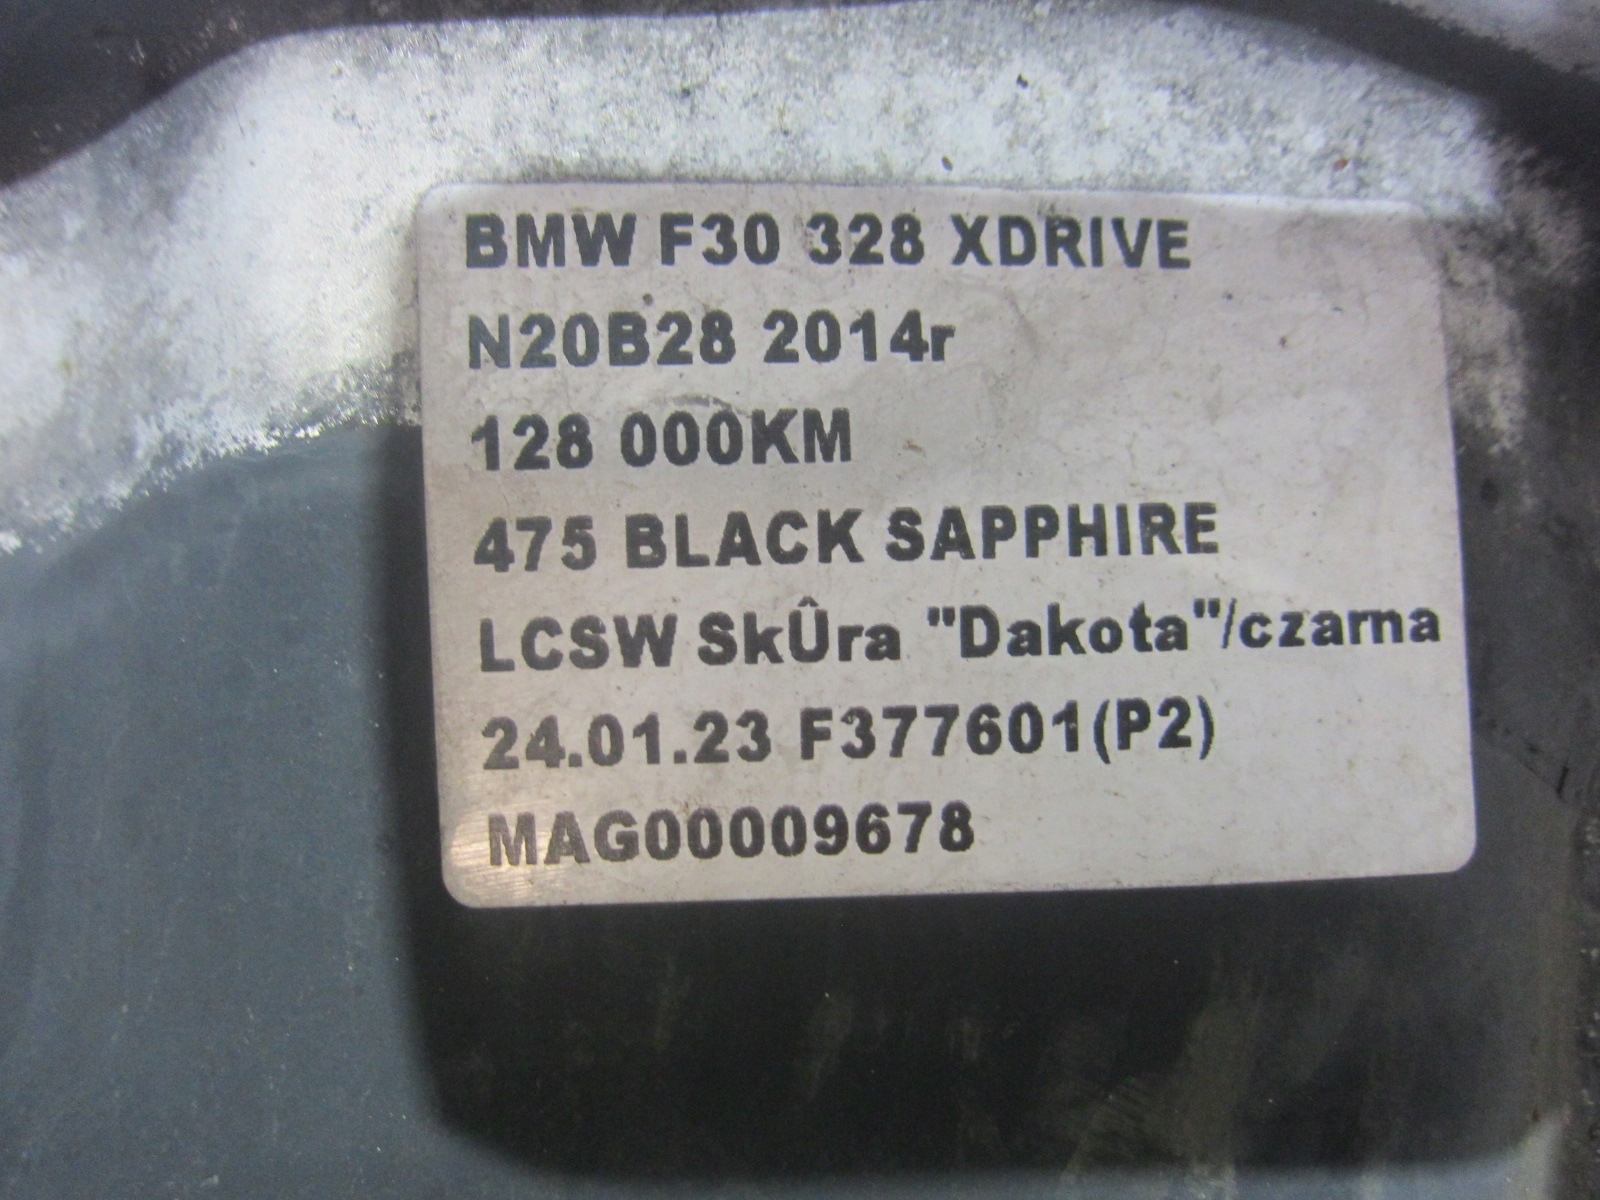 BMW F30 328 XDRIVE
N20B28 2014r
128 000KM
475 BLACK SAPPHIRE
LCSW SkÛra "Dakota"/czarna
24.01.23 F377601(P2)
MAG00009678